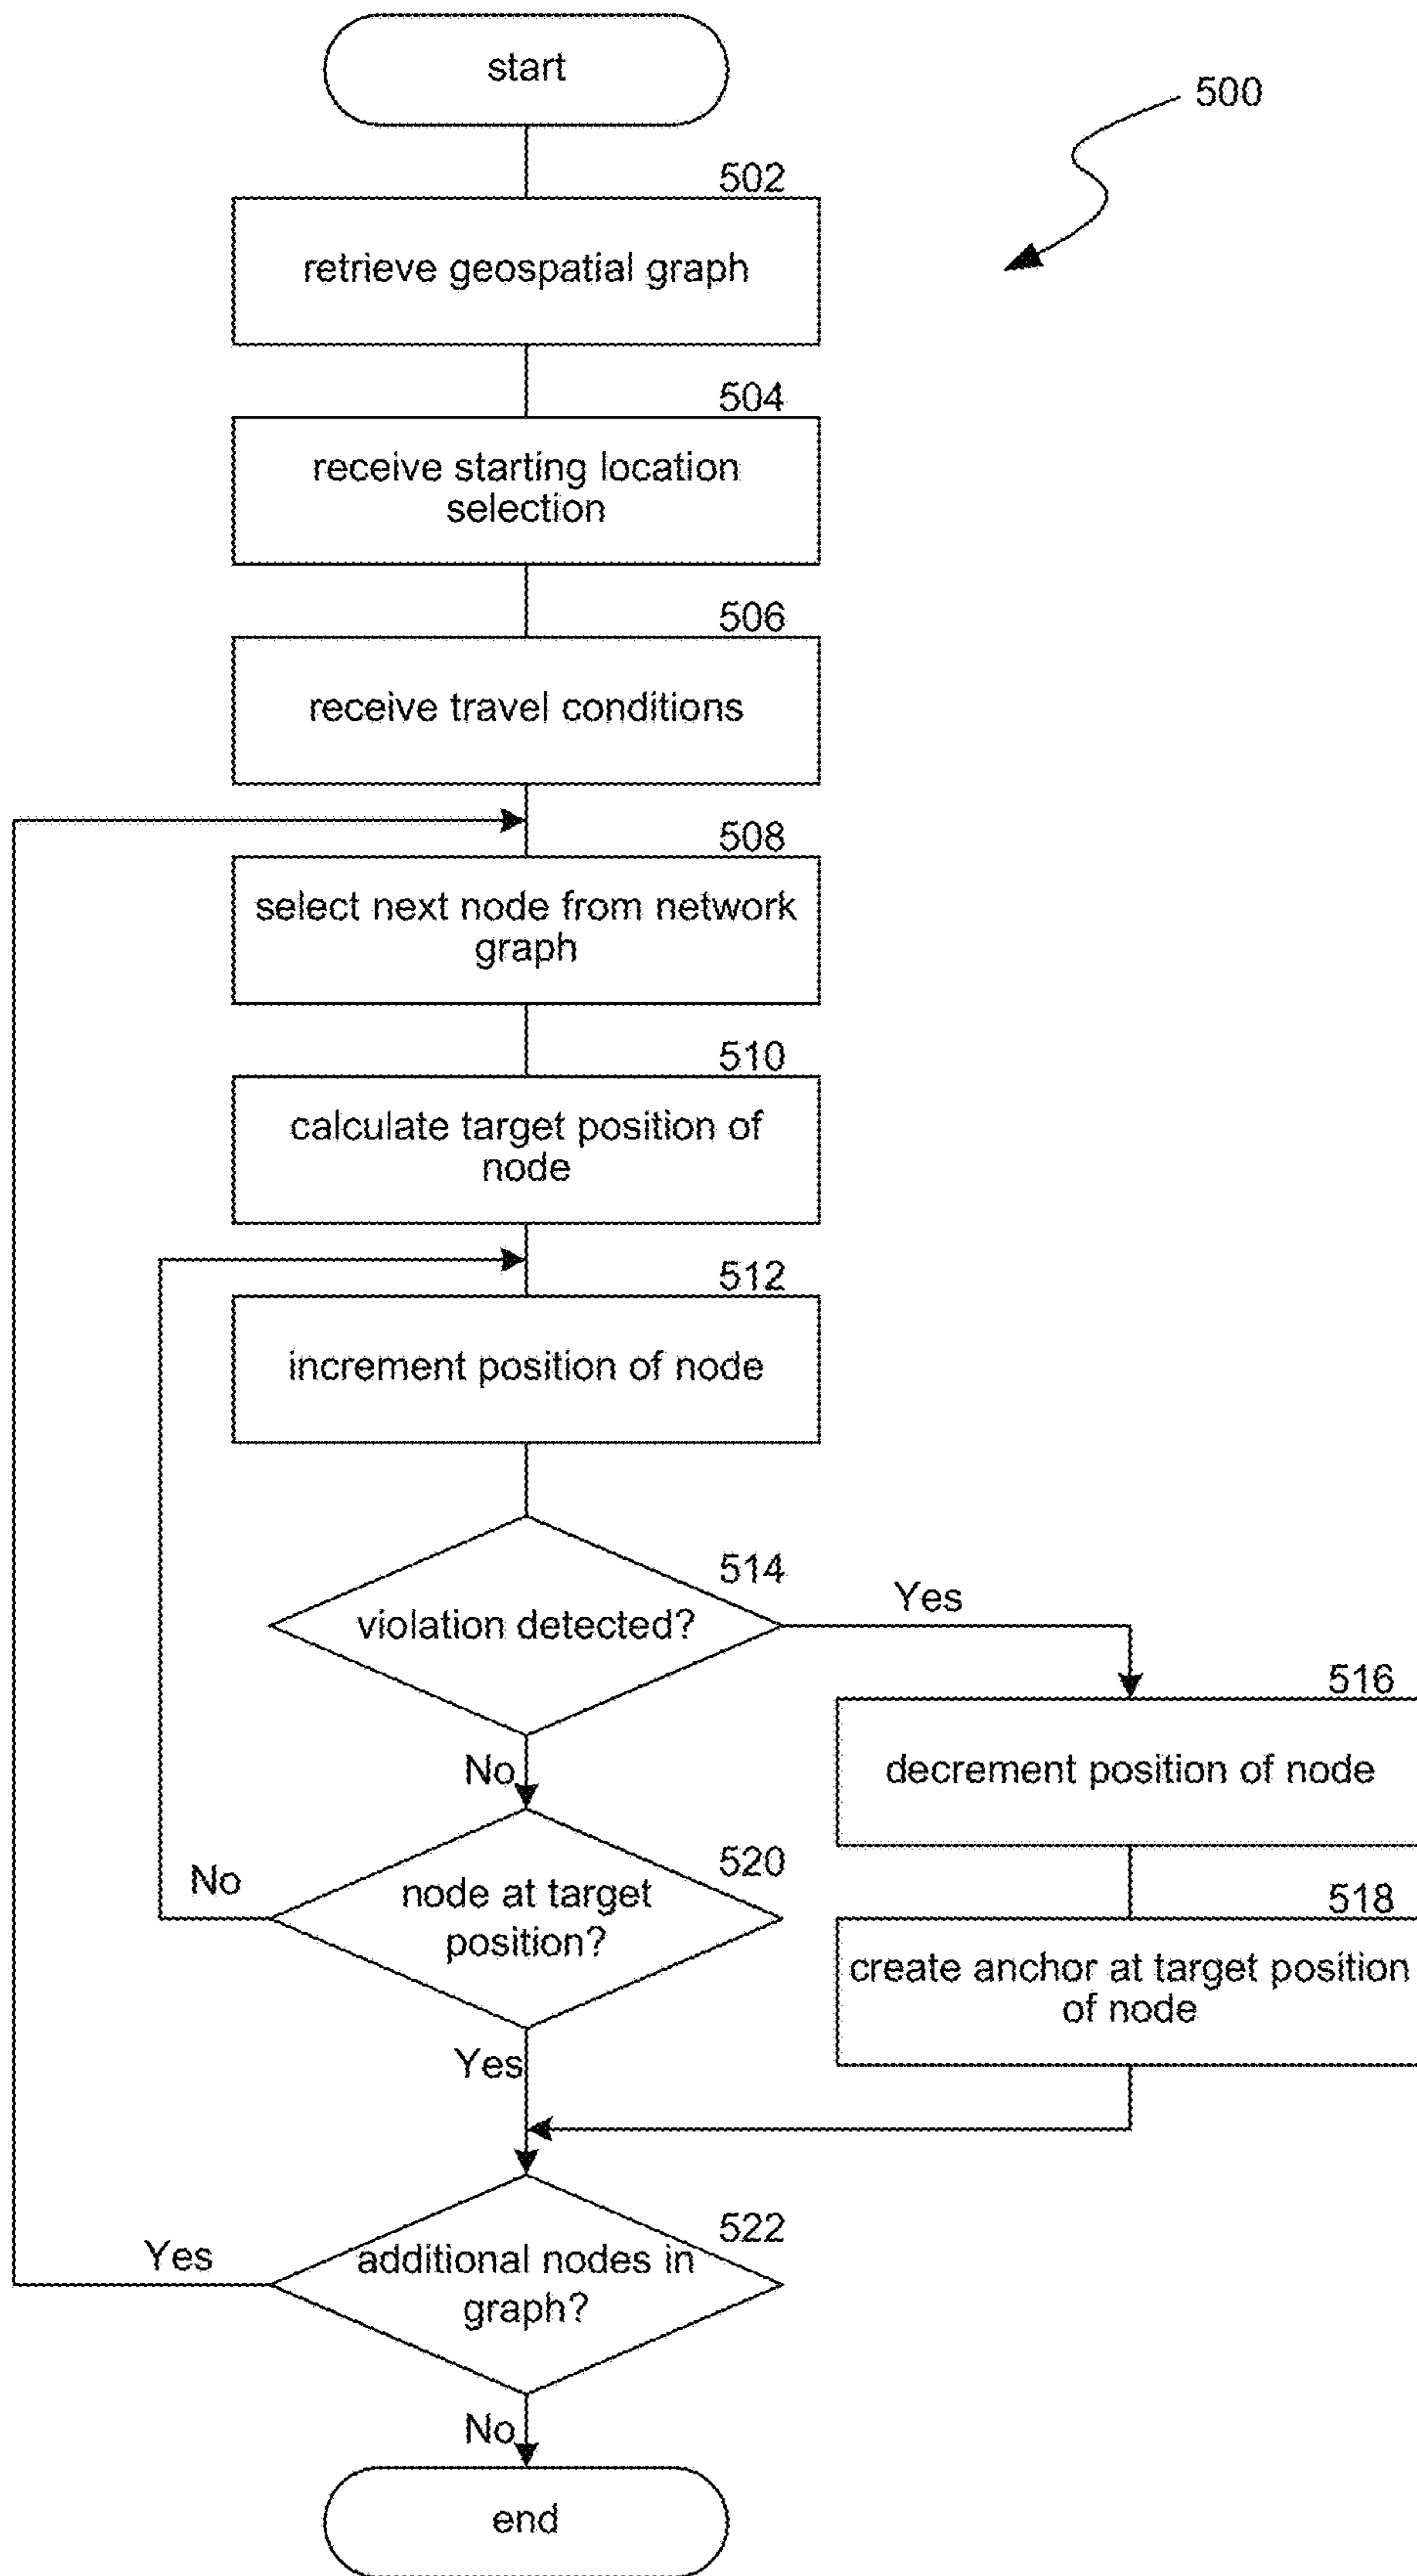 start
500
502
retrieve geospatial graph
504
receive starting location
selection
506
receive travel conditions
508
select next node from network
graph
510
calculate target position of
node
512
increment position of node
514
violation detected?
Yes
516
decrement position of node
No
520
node at target
position?
No
518
create anchor at target position
of node
Yes
522
additional nodes in
graph?
Yes
No
end